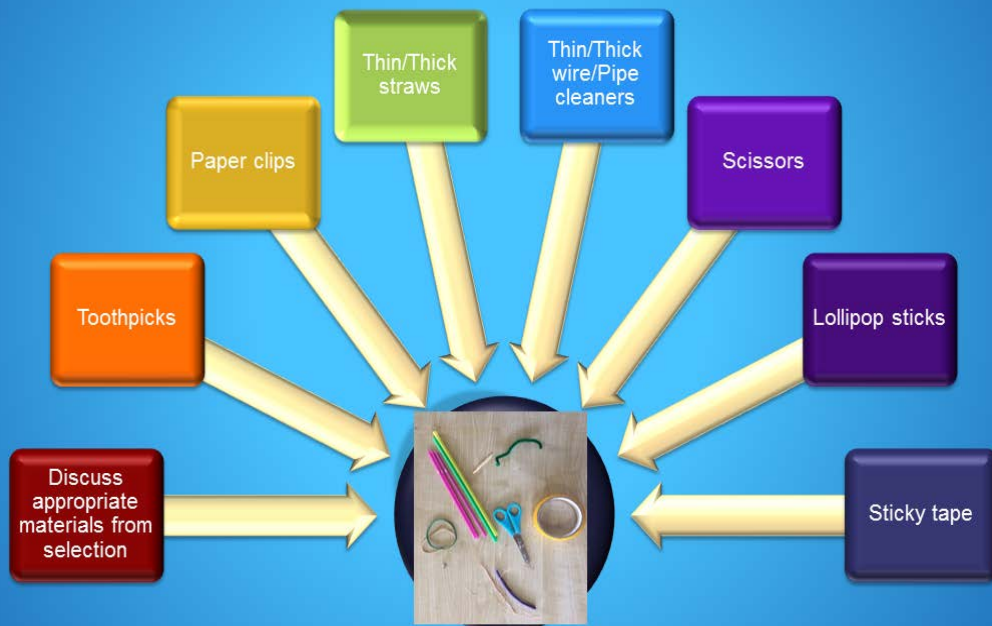 Discuss
appropriate
materials from
selection
Toothpicks
Paper clips
Thin/Thick
straws
Thin/Thick
wire/Pipe
cleaners
Scissors
Lollipop sticks
Sticky tape